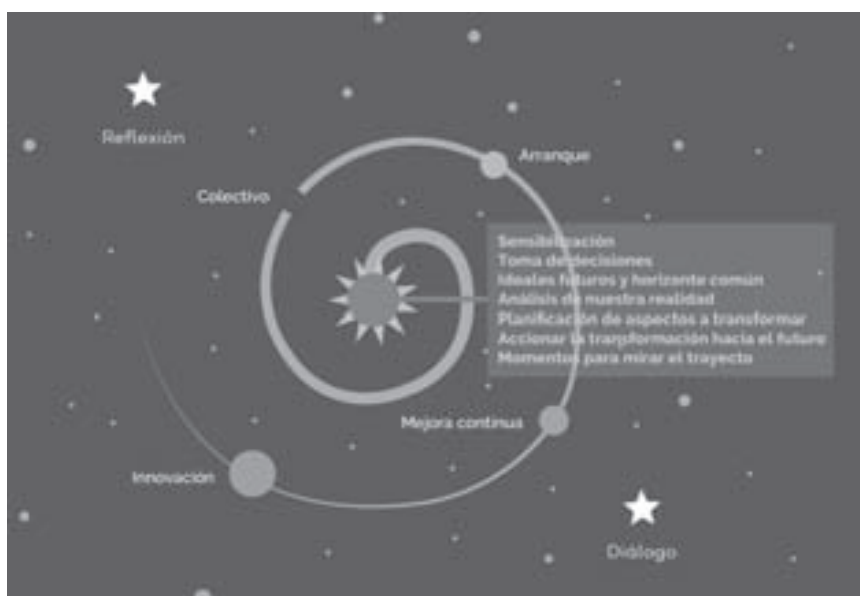 Reflexión
Arranque
Colectivo
Sensibilización
Toma de decisiones
Ideales futuros y horizonte común
Análisis de nuestra realidad
Planificación de aspectos a transformar
Accionar la tranpformación hacia el futuro
Momentos para mirar el trayecto
Mejora continua
Innovación
Diálogo